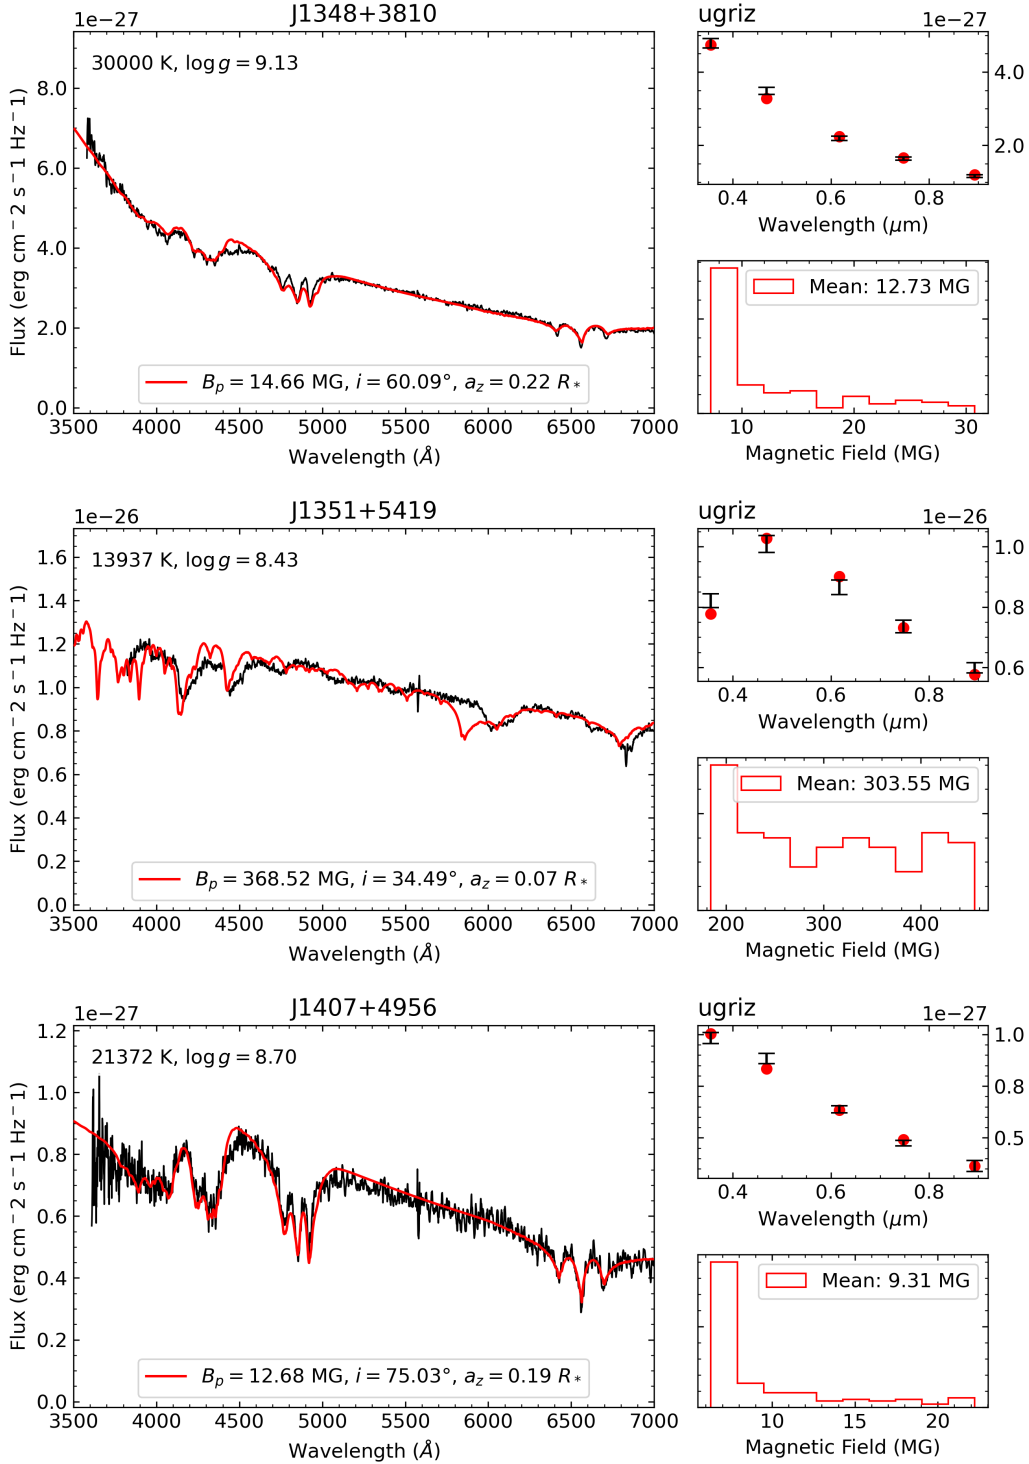 J1348+3810
1e−27
30000 K, log g = 9.13
8.0
6.0
4.0
2.0
0.0
Flux (erg cm − 2 s − 1 Hz − 1)
B_p = 14.66 MG, i = 60.09°, a_z = 0.22 R_*
3500 4000 4500 5000 5500 6000 6500 7000
Wavelength (Å)
ugriz
1e−27
4.0
2.0
0.4 0.6 0.8
Wavelength (μm)
Mean: 12.73 MG
10 20 30
Magnetic Field (MG)
J1351+5419
1e−26
13937 K, log g = 8.43
1.6
1.4
1.2
1.0
0.8
0.6
0.4
0.2
0.0
Flux (erg cm − 2 s − 1 Hz − 1)
B_p = 368.52 MG, i = 34.49°, a_z = 0.07 R_*
3500 4000 4500 5000 5500 6000 6500 7000
Wavelength (Å)
ugriz
1e−26
1.0
0.8
0.6
0.4 0.6 0.8
Wavelength (μm)
Mean: 303.55 MG
200 300 400
Magnetic Field (MG)
J1407+4956
1e−27
21372 K, log g = 8.70
1.2
1.0
0.8
0.6
0.4
0.2
0.0
Flux (erg cm − 2 s − 1 Hz − 1)
B_p = 12.68 MG, i = 75.03°, a_z = 0.19 R_*
3500 4000 4500 5000 5500 6000 6500 7000
Wavelength (Å)
ugriz
1e−27
1.0
0.8
0.5
0.4 0.6 0.8
Wavelength (μm)
Mean: 9.31 MG
10 15 20
Magnetic Field (MG)